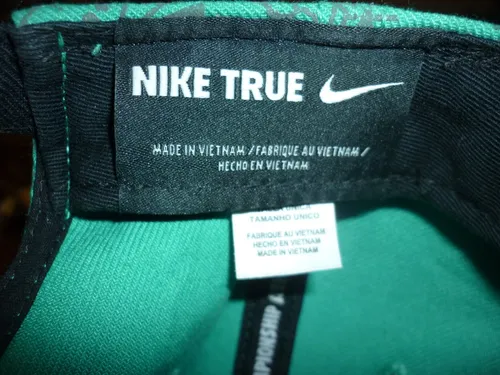 NIKE TRUE
MADE IN VIETNAM / FABRIQUE AU VIETNAM /
HECHO EN VIETNAM
TAMANHO UNICO
FABRIQUE AU VIETNAM
HECHO EN VIETNAM
MADE IN VIETNAM